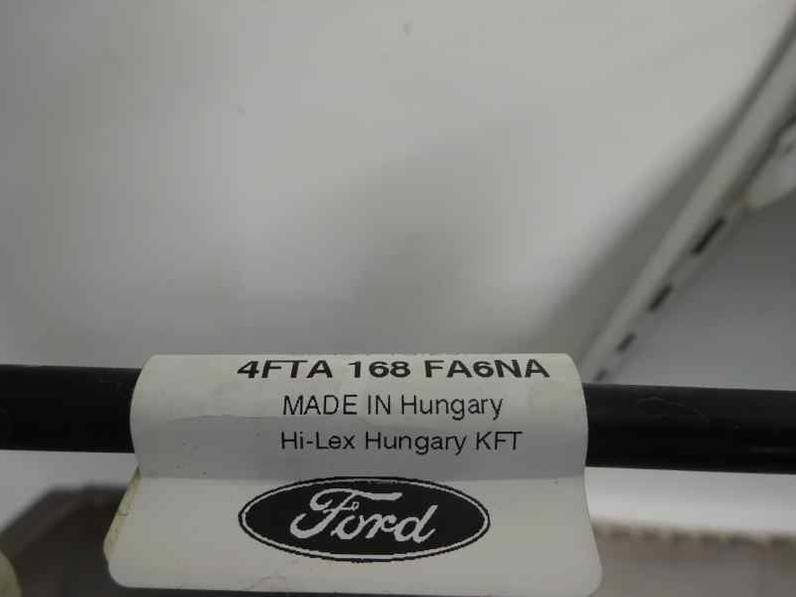 4FTA 168 FA6NA
MADE IN Hungary
Hi-Lex Hungary KFT
Ford